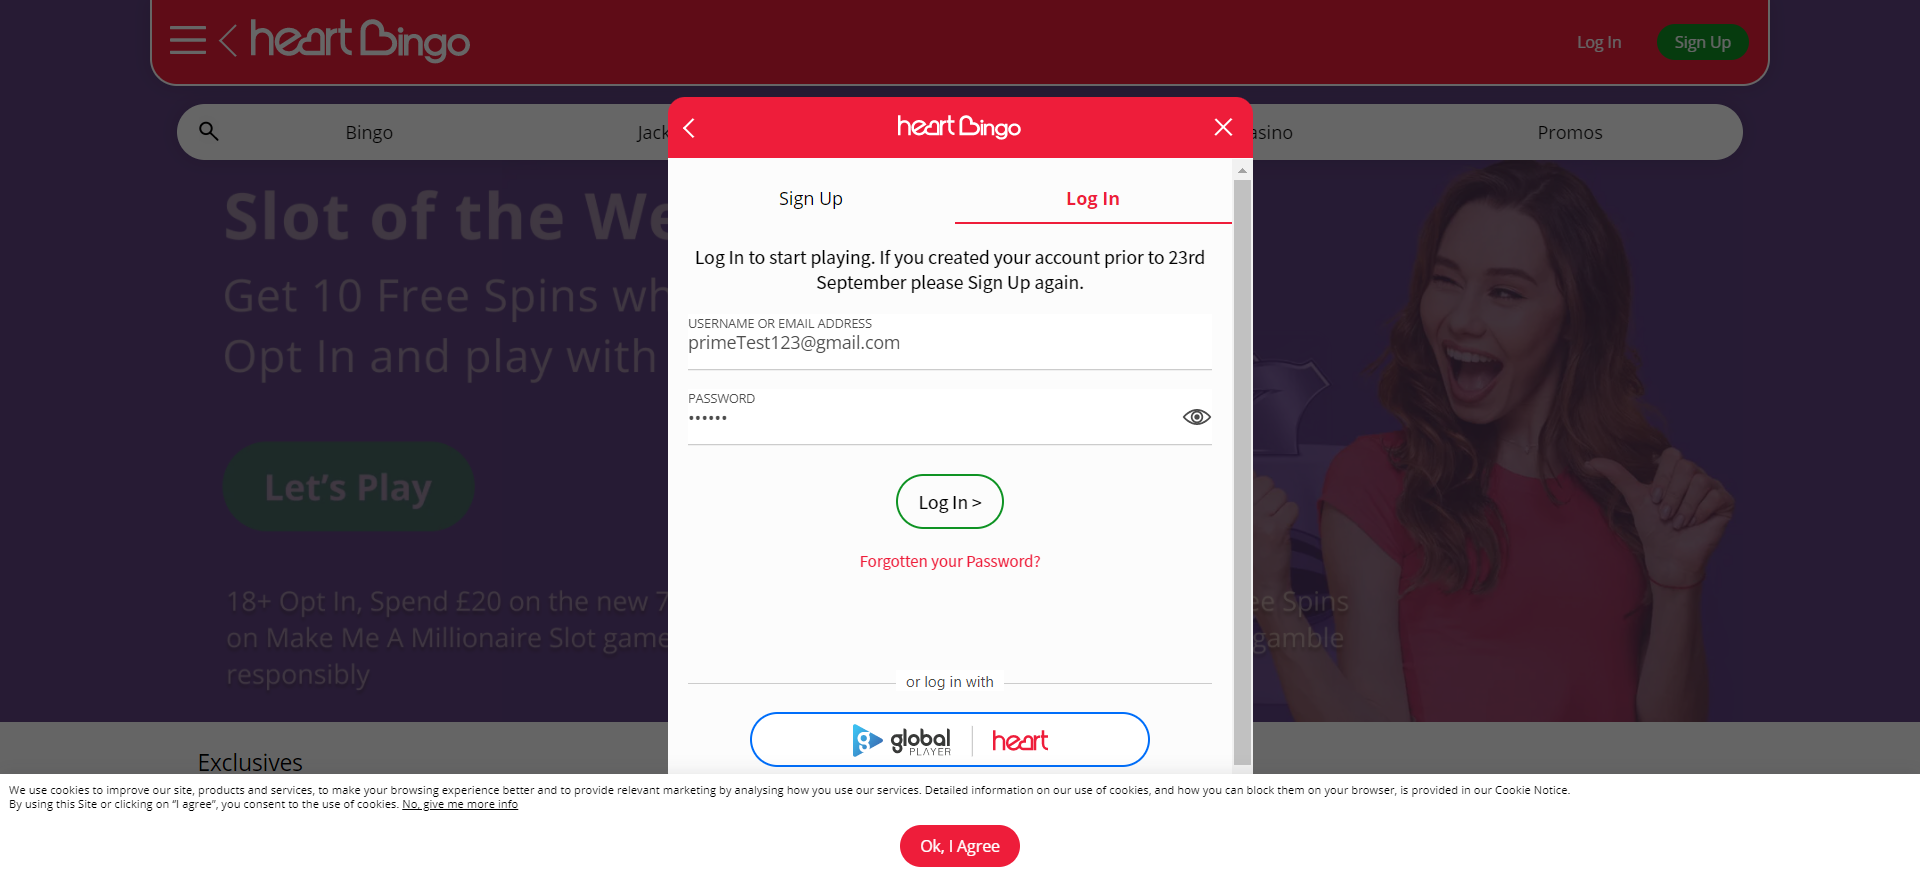 heart Bingo
Log In
Sign Up
Bingo
Jack
asino
Promos
Slot of the We
Get 10 Free Spins wh
Opt In and play with
Let's Play
18+ Opt In, Spend £20 on the new 7
ee Spins
on Make Me A Millionaire Slot game
gamble
responsibly
heart Bingo
Sign Up
Log In
Log In to start playing. If you created your account prior to 23rd
September please Sign Up again.
USERNAME OR EMAIL ADDRESS
primeTest123@gmail.com
PASSWORD
••••••
Log In >
Forgotten your Password?
or log in with
global PLAYER
heart
Exclusives
We use cookies to improve our site, products and services, to make your browsing experience better and to provide relevant marketing by analysing how you use our services. Detailed information on our use of cookies, and how you can block them on your browser, is provided in our Cookie Notice.
By using this Site or clicking on “I agree”, you consent to the use of cookies. No, give me more info
Ok, I Agree